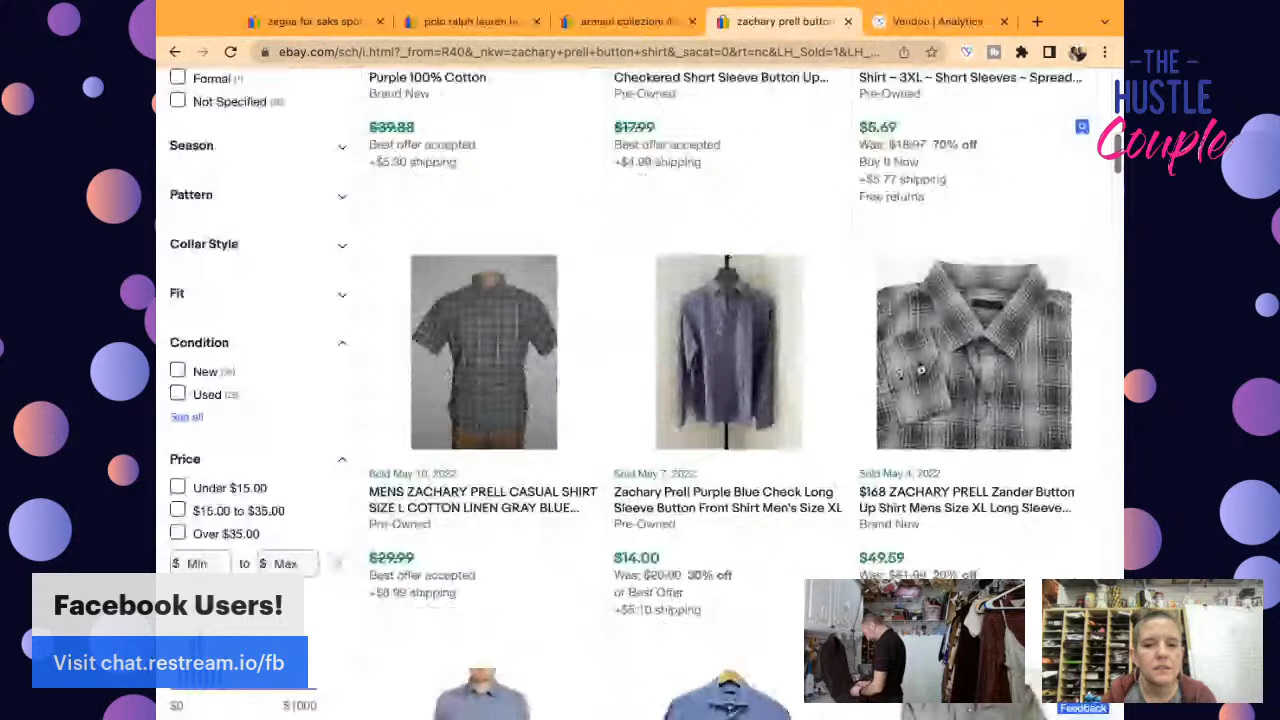 zegna for saks spot
polo ralph lauren
armani collezioni
zachary prell button
Vendoo | Analytics
ebay.com/sch/i.html?_from=R40&_nkw=zachary+prell+button+shirt&_sacat=0&rt=nc&LH_Sold=1&LH_...
- THE -
HUSTLE
Couple
Formal
Not Specified
Season
Pattern
Collar Style
Fit
Condition
New
Used
See all
Price
Under $15.00
$15.00 to $35.00
Over $35.00
$ Min to $ Max
$0 $1000
Purple 100% Cotton
Brand New
$39.88
Best offer accepted
+$5.30 shipping
Checkered Short Sleeve Button Up...
Pre-Owned
$17.99
Best offer accepted
+$4.99 shipping
Shirt ~ 3XL ~ Short Sleeves ~ Spread...
Pre-Owned
$5.69
Was: $18.97 70% off
Buy It Now
+$5.77 shipping
Free returns
Sold May 10, 2022
MENS ZACHARY PRELL CASUAL SHIRT
SIZE L COTTON LINEN GRAY BLUE...
Pre-Owned
$29.99
Best offer accepted
+$8.99 shipping
Sold May 7, 2022
Zachary Prell Purple Blue Check Long
Sleeve Button Front Shirt Men's Size XL
Pre-Owned
$14.00
Was: $20.00 30% off
or Best Offer
+$5.10 shipping
Sold May 4, 2022
$168 ZACHARY PRELL Zander Button
Up Shirt Mens Size XL Long Sleeve...
Brand New
$49.59
Was: $61.99 20% off
Facebook Users!
Visit chat.restream.io/fb
Feedback